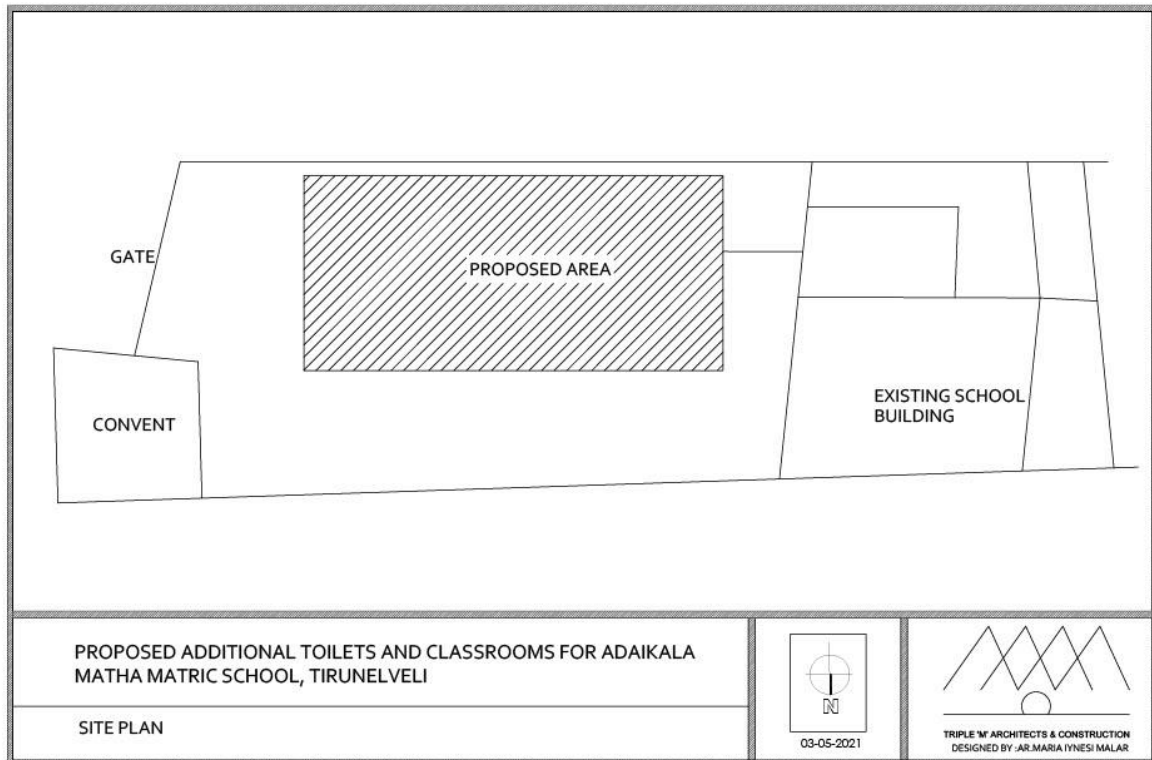 GATE
PROPOSED AREA
CONVENT
EXISTING SCHOOL
BUILDING
PROPOSED ADDITIONAL TOILETS AND CLASSROOMS FOR ADAIKALA
MATHA MATRIC SCHOOL, TIRUNELVELI
SITE PLAN
N
03-05-2021
TRIPLE 'M' ARCHITECTS & CONSTRUCTION
DESIGNED BY :AR.MARIA IYNESI MALAR